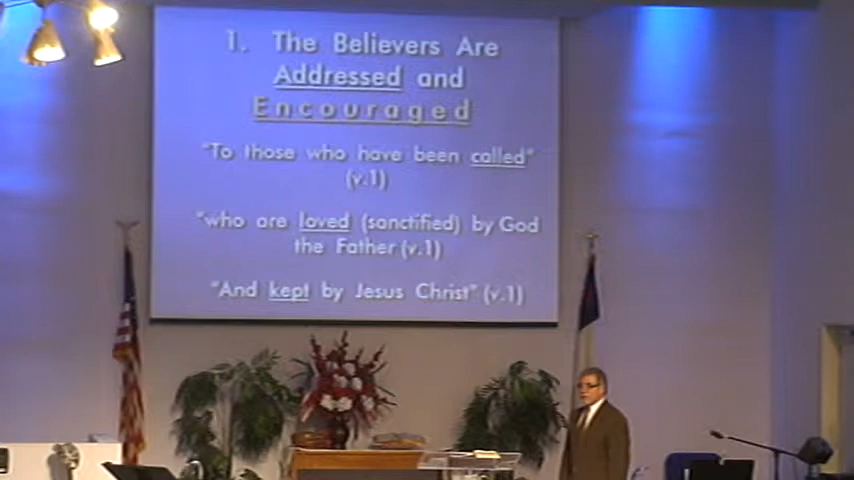 1. The Believers Are
Addressed and
Encouraged
"To those who have been called"
(v.1)
"who are loved (sanctified) by God
the Father (v.1)
"And kept by Jesus Christ" (v.1)